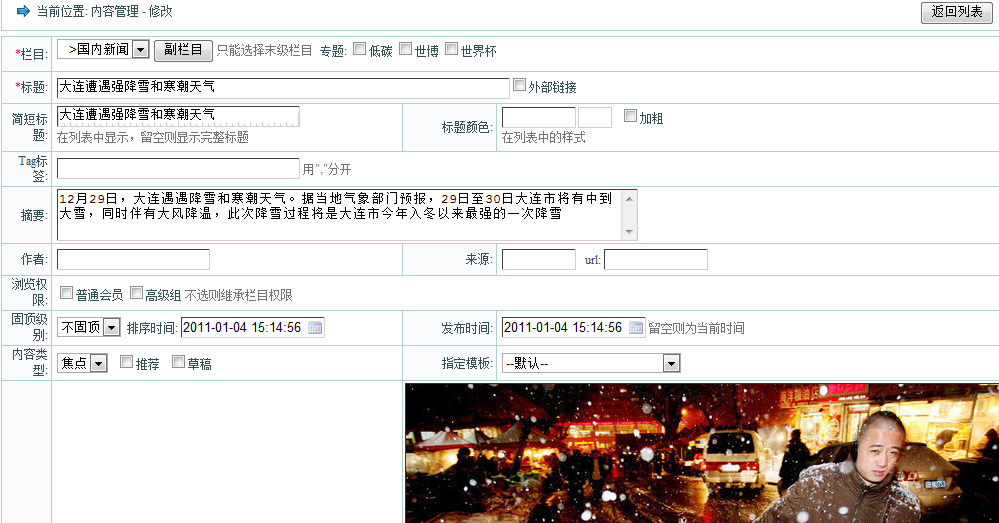 当前位置: 内容管理 - 修改
返回列表
*栏目: >国内新闻 副栏目 只能选择末级栏目 专题: 低碳 世博 世界杯
*标题: 大连遭遇强降雪和寒潮天气 外部链接
简短标题: 大连遭遇强降雪和寒潮天气
在列表中显示，留空则显示完整标题
标题颜色: 加粗
在列表中的样式
Tag标签: 用","分开
摘要: 12月29日，大连遇遇降雪和寒潮天气。据当地气象部门预报，29日至30日大连市将有中到
大雪，同时伴有大风降温，此次降雪过程将是大连市今年入冬以来最强的一次降雪
作者:
来源: url:
浏览权限: 普通会员 高级组 不选则继承栏目权限
固顶级别: 不固顶 排序时间: 2011-01-04 15:14:56
发布时间: 2011-01-04 15:14:56 留空则为当前时间
内容类型: 焦点 推荐 草稿
指定模板: --默认--